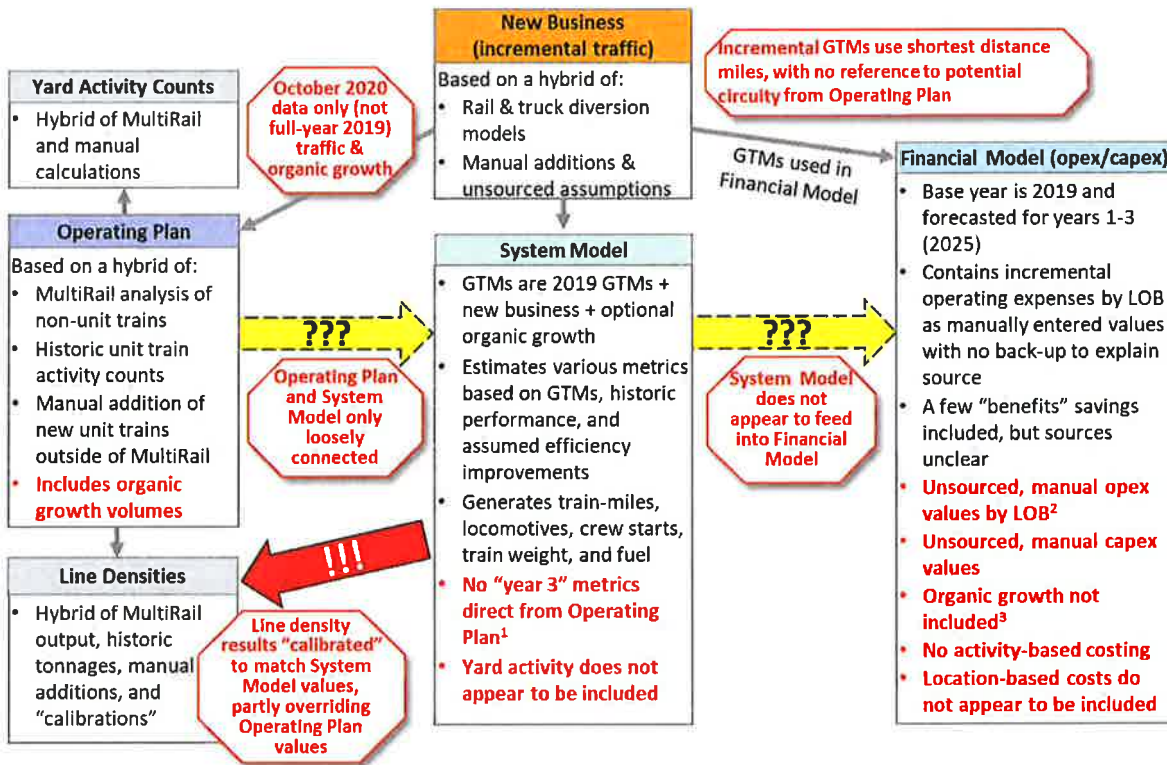 New Business
(incremental traffic)
Based on a hybrid of:
• Rail & truck diversion
models
• Manual additions &
unsourced assumptions
Incremental GTMs use shortest distance
miles, with no reference to potential
circuity from Operating Plan
October 2020
data only (not
full-year 2019)
traffic &
organic growth
Yard Activity Counts
• Hybrid of MultiRail
and manual
calculations
GTMs used in
Financial Model
Operating Plan
Based on a hybrid of:
• MultiRail analysis of
non-unit trains
• Historic unit train
activity counts
• Manual addition of
new unit trains
outside of MultiRail
• Includes organic
growth volumes
???
Operating Plan
and System
Model only
loosely
connected
System Model
• GTMs are 2019 GTMs +
new business + optional
organic growth
• Estimates various metrics
based on GTMs, historic
performance, and
assumed efficiency
improvements
• Generates train-miles,
locomotives, crew starts,
train weight, and fuel
• No “year 3” metrics
direct from Operating
Plan¹
• Yard activity does not
appear to be included
???
System Model
does not
appear to feed
into Financial
Model
Financial Model (opex/capex)
• Base year is 2019 and
forecasted for years 1-3
(2025)
• Contains incremental
operating expenses by LOB
as manually entered values
with no back-up to explain
source
• A few “benefits” savings
included, but sources
unclear
• Unsourced, manual opex
values by LOB²
• Unsourced, manual capex
values
• Organic growth not
included³
• No activity-based costing
• Location-based costs do
not appear to be included
!!!
Line Densities
• Hybrid of MultiRail
output, historic
tonnages, manual
additions, and
“calibrations”
Line density
results “calibrated”
to match System
Model values,
partly overriding
Operating Plan
values